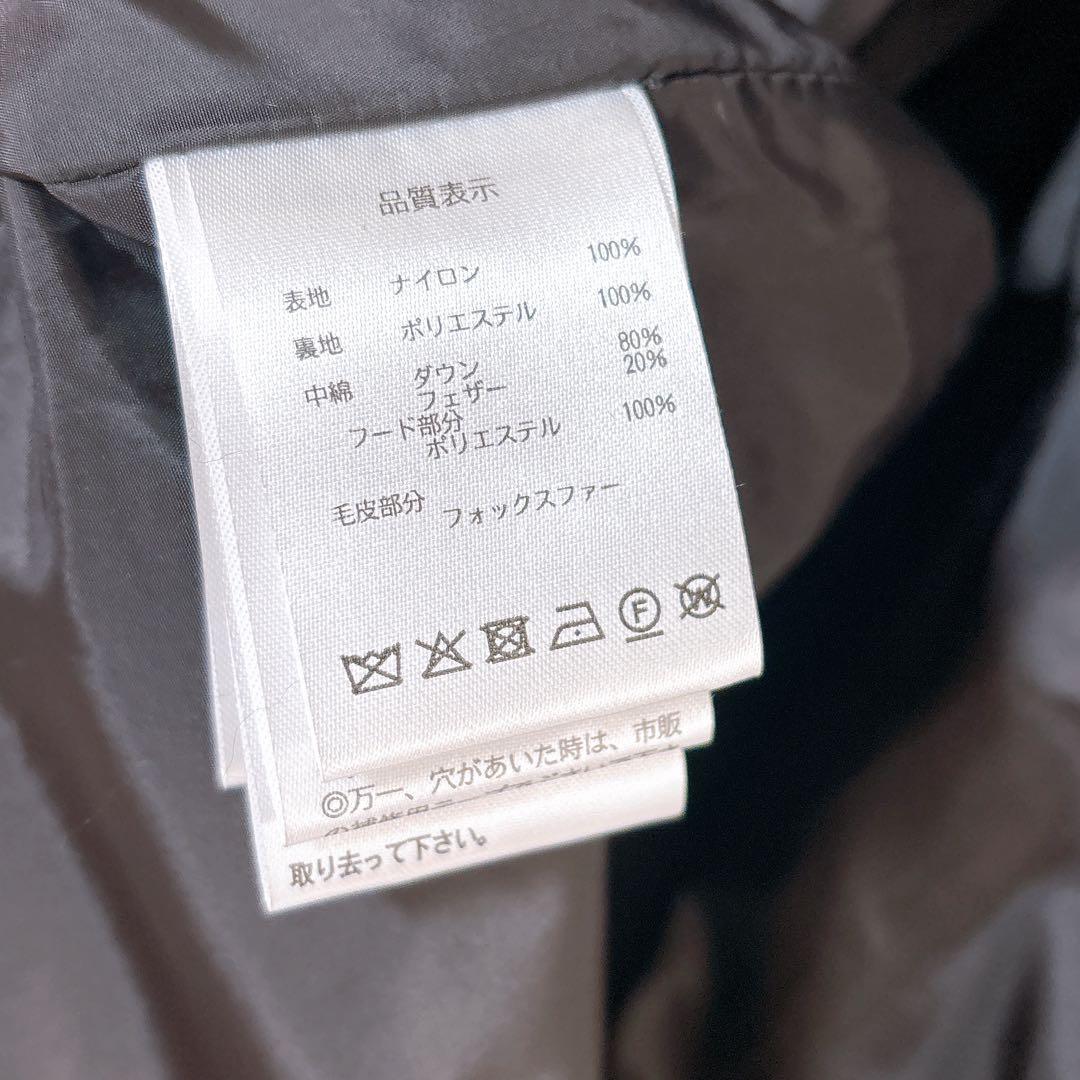 品質表示
表地 ナイロン 100%
裏地 ポリエステル 100%
中綿 ダウン 80%
フェザー 20%
フード部分
ポリエステル 100%
毛皮部分 フォックスファー
F W
◎万一、穴があいた時は、市販
取り去って下さい。